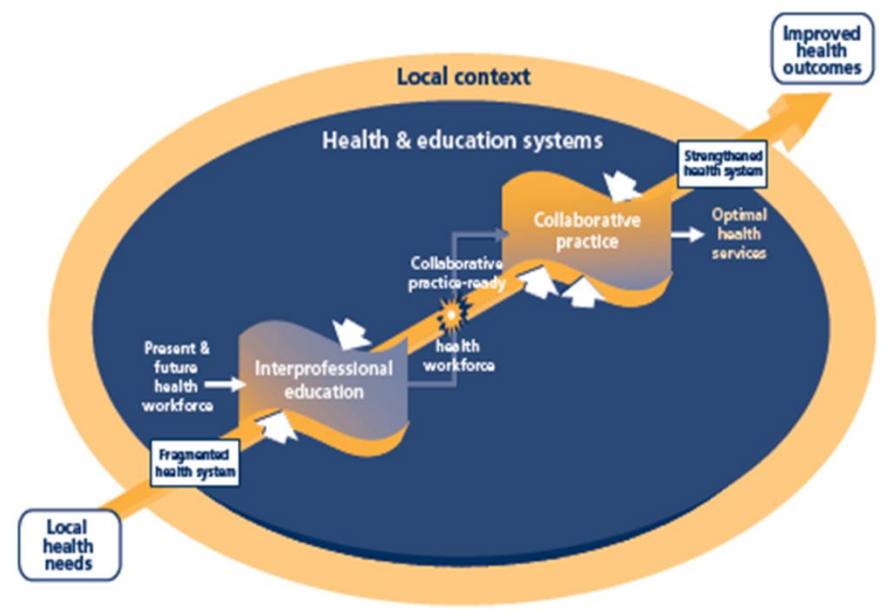 Improved
health
outcomes
Local context
Health & education systems
Strengthened
health system
Collaborative
practice
Optimal
health
services
Collaborative
practice-ready
health
workforce
Present &
future
health
workforce
Interprofessional
education
Fragmented
health system
Local
health
needs